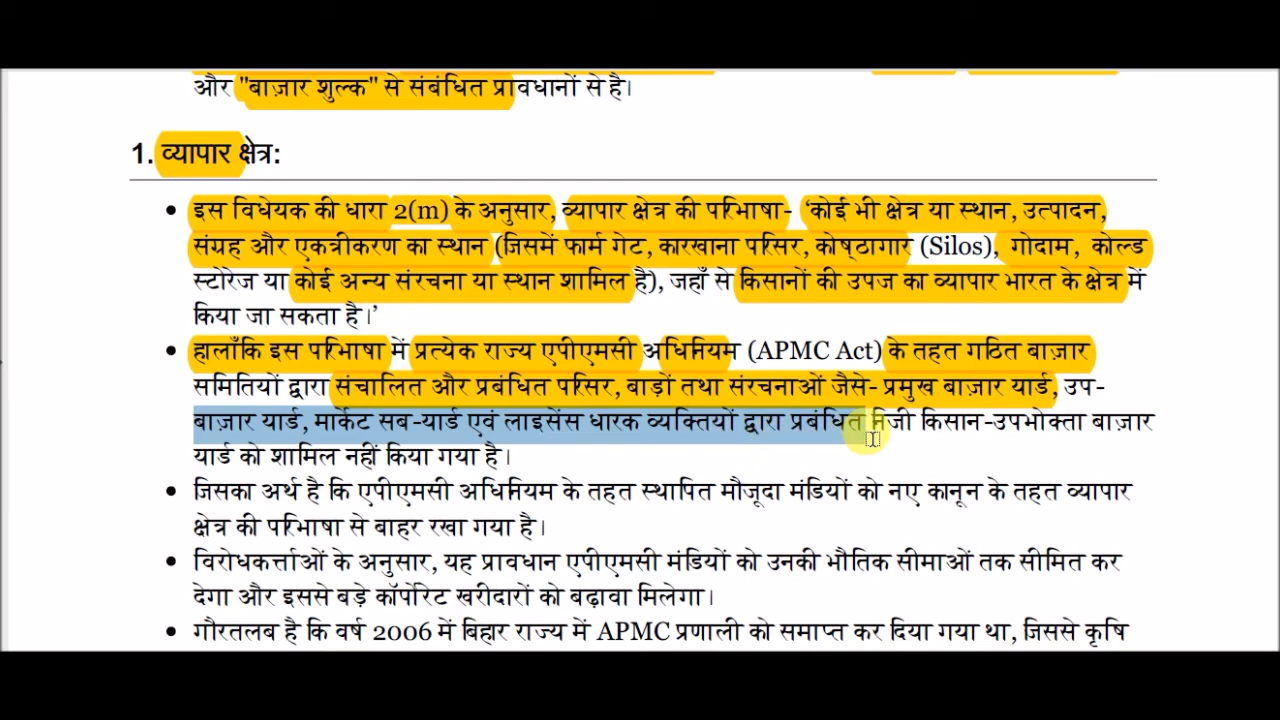 और "बाज़ार शुल्क" से संबंधित प्रावधानों से है।
1. व्यापार क्षेत्र:
• इस विधेयक की धारा 2(m) के अनुसार, व्यापार क्षेत्र की परिभाषा- ‘कोई भी क्षेत्र या स्थान, उत्पादन,
संग्रह और एकत्रीकरण का स्थान (जिसमें फार्म गेट, कारखाना परिसर, कोष्ठागार (Silos), गोदाम, कोल्ड
स्टोरेज या कोई अन्य संरचना या स्थान शामिल है), जहाँ से किसानों की उपज का व्यापार भारत के क्षेत्र में
किया जा सकता है।’
• हालाँकि इस परिभाषा में प्रत्येक राज्य एपीएमसी अधिनियम (APMC Act) के तहत गठित बाज़ार
समितियों द्वारा संचालित और प्रबंधित परिसर, बाड़ों तथा संरचनाओं जैसे- प्रमुख बाज़ार यार्ड, उप-
बाज़ार यार्ड, मार्केट सब-यार्ड एवं लाइसेंस धारक व्यक्तियों द्वारा प्रबंधित निजी किसान-उपभोक्ता बाज़ार
यार्ड को शामिल नहीं किया गया है।
• जिसका अर्थ है कि एपीएमसी अधिनियम के तहत स्थापित मौजूदा मंडियों को नए कानून के तहत व्यापार
क्षेत्र की परिभाषा से बाहर रखा गया है।
• विरोधकर्त्ताओं के अनुसार, यह प्रावधान एपीएमसी मंडियों को उनकी भौतिक सीमाओं तक सीमित कर
देगा और इससे बड़े कॉर्पोरेट खरीदारों को बढ़ावा मिलेगा।
• गौरतलब है कि वर्ष 2006 में बिहार राज्य में APMC प्रणाली को समाप्त कर दिया गया था, जिससे कृषि